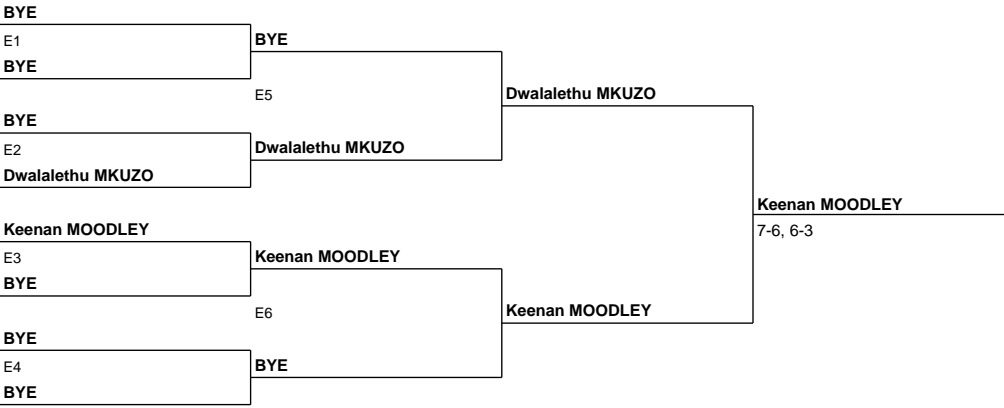 BYE
E1
BYE
BYE
E5
BYE
E2
Dwalalethu MKUZO
Dwalalethu MKUZO
Dwalalethu MKUZO
Keenan MOODLEY
7-6, 6-3
Keenan MOODLEY
E3
BYE
Keenan MOODLEY
E6
Keenan MOODLEY
BYE
E4
BYE
BYE